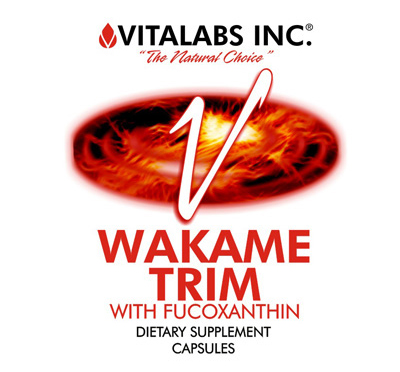 VITALABS INC.®
"The Natural Choice"
V
WAKAME
TRIM
WITH FUCOXANTHIN
DIETARY SUPPLEMENT
CAPSULES